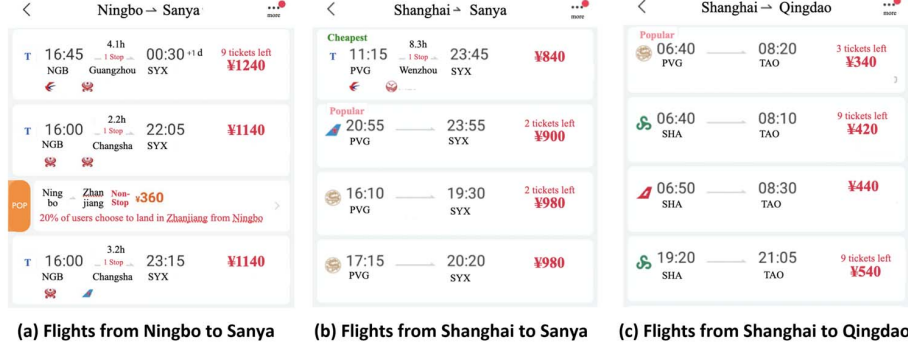 Ningbo → Sanya
more
T 16:45 4.1h 00:30 +1 d 9 tickets left
1 Stop
NGB Guangzhou SYX ¥1240
T 16:00 2.2h 22:05 ¥1140
1 Stop
NGB Changsha SYX
POP
Ning bo Zhan jiang Non-Stop ¥360
20% of users choose to land in Zhanjiang from Ningbo
T 16:00 3.2h 23:15 ¥1140
1 Stop
NGB Changsha SYX
(a) Flights from Ningbo to Sanya
Shanghai → Sanya
more
Cheapest
T 11:15 8.3h 23:45 ¥840
1 Stop
PVG Wenzhou SYX
Popular
20:55 23:55 2 tickets left
PVG SYX ¥900
16:10 19:30 2 tickets left
PVG SYX ¥980
17:15 20:20 ¥980
PVG SYX
(b) Flights from Shanghai to Sanya
Shanghai → Qingdao
more
Popular
06:40 08:20 3 tickets left
PVG TAO ¥340
06:40 08:10 9 tickets left
SHA TAO ¥420
06:50 08:30 ¥440
SHA TAO
19:20 21:05 9 tickets left
SHA TAO ¥540
(c) Flights from Shanghai to Qingdao